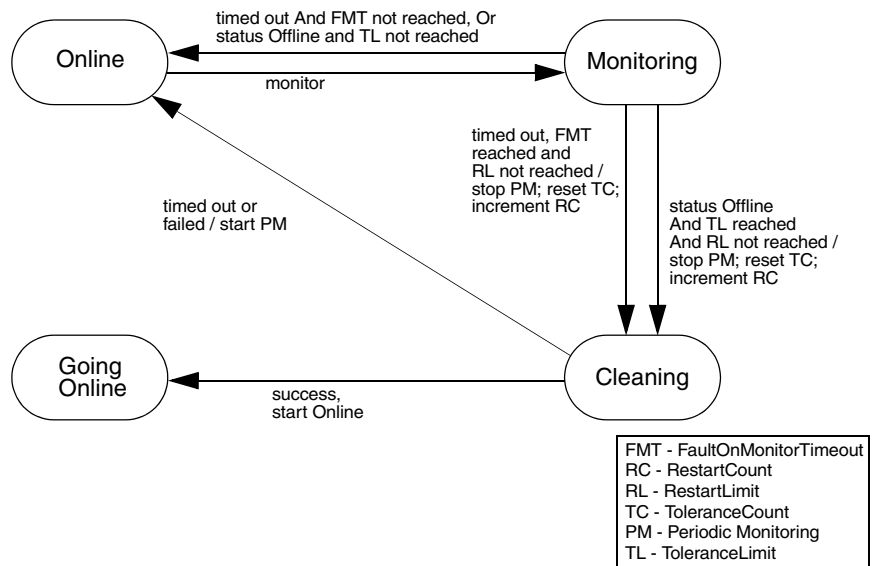 timed out And FMT not reached, Or
status Offline and TL not reached
Online
Monitoring
monitor
timed out, FMT
reached and
RL not reached /
stop PM; reset TC;
increment RC
timed out or
failed / start PM
status Offline
And TL reached
And RL not reached /
stop PM; reset TC;
increment RC
Going
Online
Cleaning
success,
start Online
FMT - FaultOnMonitorTimeout
RC - RestartCount
RL - RestartLimit
TC - ToleranceCount
PM - Periodic Monitoring
TL - ToleranceLimit